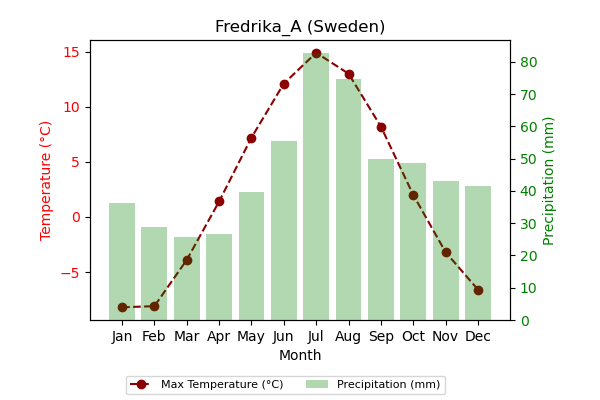 Fredrika_A (Sweden)
15
10
5
0
−5
Temperature (°C)
80
70
60
50
40
30
20
10
0
Precipitation (mm)
Jan Feb Mar Apr May Jun Jul Aug Sep Oct Nov Dec
Month
Max Temperature (°C) Precipitation (mm)